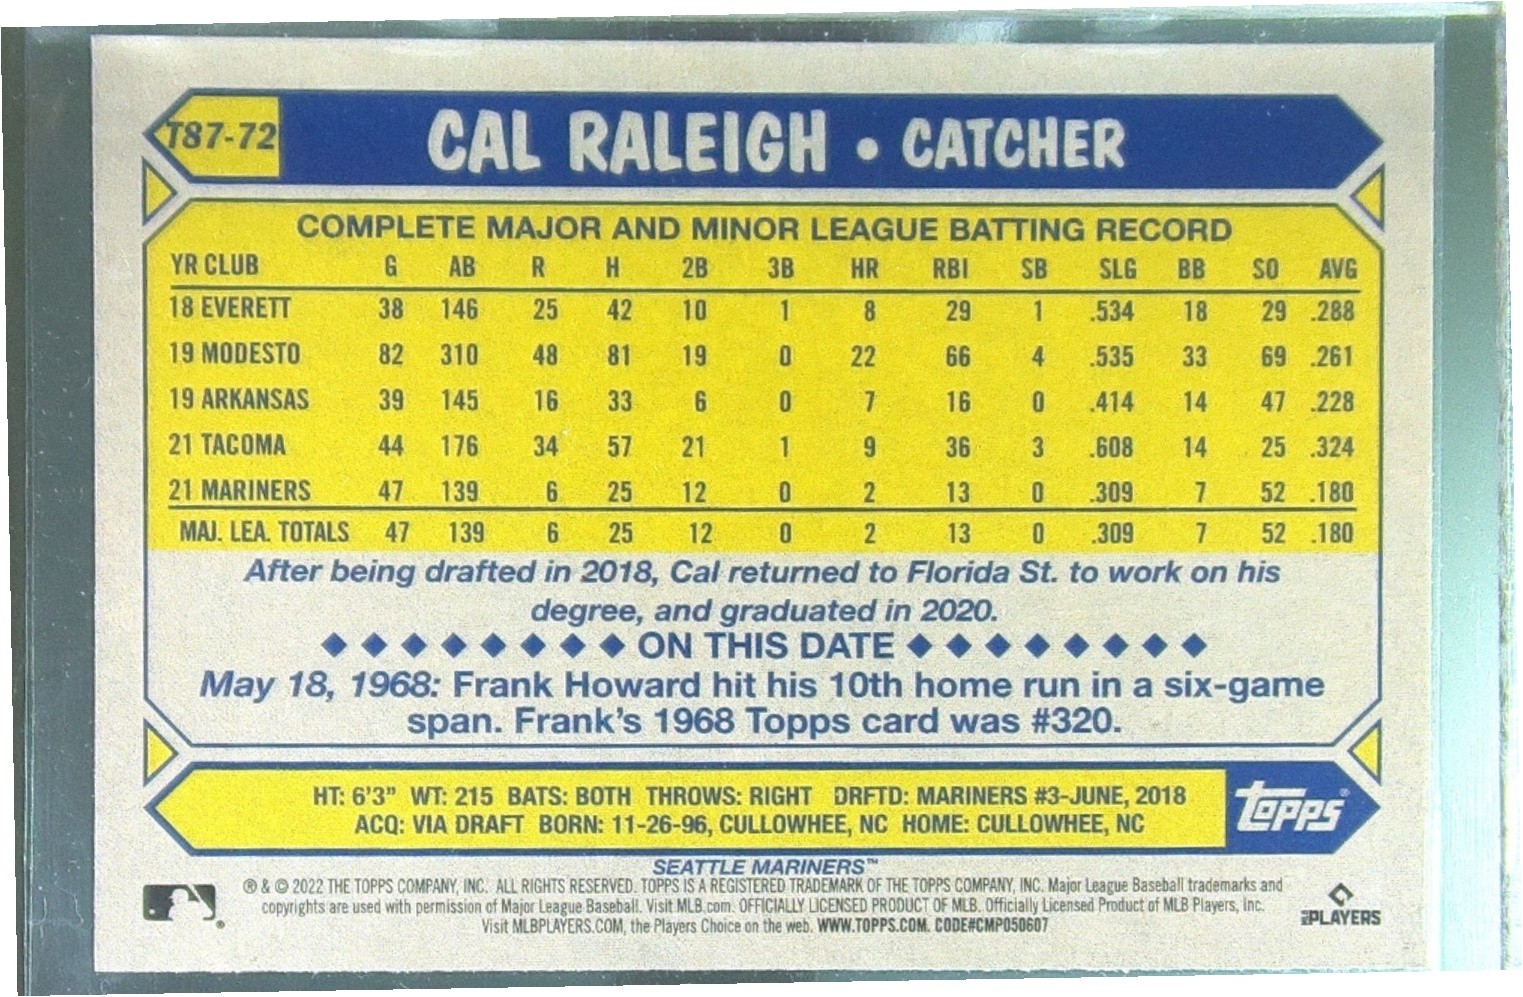 T87-72 CAL RALEIGH • CATCHER
COMPLETE MAJOR AND MINOR LEAGUE BATTING RECORD
YR CLUB G AB R H 2B 3B HR RBI SB SLG BB SO AVG
18 EVERETT 38 146 25 42 10 1 8 29 1 .534 18 29 .288
19 MODESTO 82 310 48 81 19 0 22 66 4 .535 33 69 .261
19 ARKANSAS 39 145 16 33 6 0 7 16 0 .414 14 47 .228
21 TACOMA 44 176 34 57 21 1 9 36 3 .608 14 25 .324
21 MARINERS 47 139 6 25 12 0 2 13 0 .309 7 52 .180
MAJ. LEA. TOTALS 47 139 6 25 12 0 2 13 0 .309 7 52 .180
After being drafted in 2018, Cal returned to Florida St. to work on his
degree, and graduated in 2020.
◆ ◆ ◆ ◆ ◆ ◆ ◆ ◆ ON THIS DATE ◆ ◆ ◆ ◆ ◆ ◆ ◆ ◆
May 18, 1968: Frank Howard hit his 10th home run in a six-game
span. Frank's 1968 Topps card was #320.
HT: 6'3" WT: 215 BATS: BOTH THROWS: RIGHT DRFTD: MARINERS #3-JUNE, 2018
ACQ: VIA DRAFT BORN: 11-26-96, CULLOWHEE, NC HOME: CULLOWHEE, NC
topps®
SEATTLE MARINERS™
® & © 2022 THE TOPPS COMPANY, INC. ALL RIGHTS RESERVED. TOPPS IS A REGISTERED TRADEMARK OF THE TOPPS COMPANY, INC. Major League Baseball trademarks and
copyrights are used with permission of Major League Baseball. Visit MLB.com. OFFICIALLY LICENSED PRODUCT OF MLB. Officially Licensed Product of MLB Players, Inc.
Visit MLBPLAYERS.COM, the Players Choice on the web. WWW.TOPPS.COM. CODE#CMP050607
MLB PLAYERS